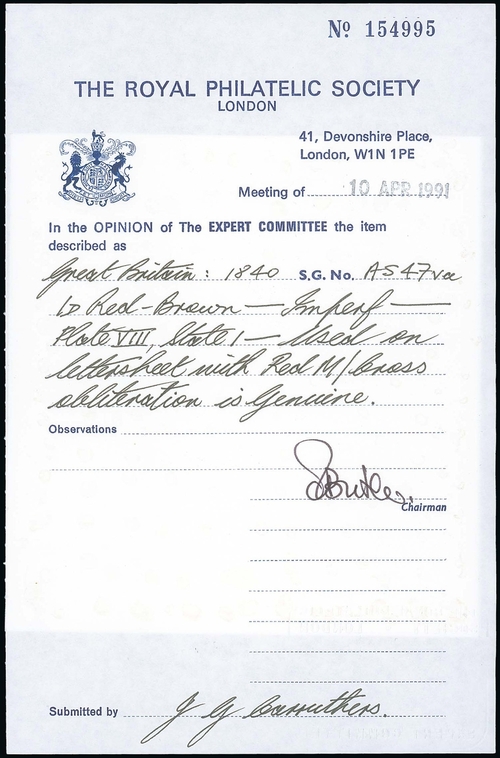 Nº 154995
THE ROYAL PHILATELIC SOCIETY
LONDON
41, Devonshire Place,
London, W1N 1PE
Meeting of 10 APR 1991
In the OPINION of The EXPERT COMMITTEE the item
described as
Great Britain: 1840 S.G. No. AS47va
1D Red-Brown — Imperf —
Plate VIII, State 1 — Used on
lettersheet with Red M/Cross
obliteration is Genuine.
Observations
Chairman
Submitted by J G Carruthers.